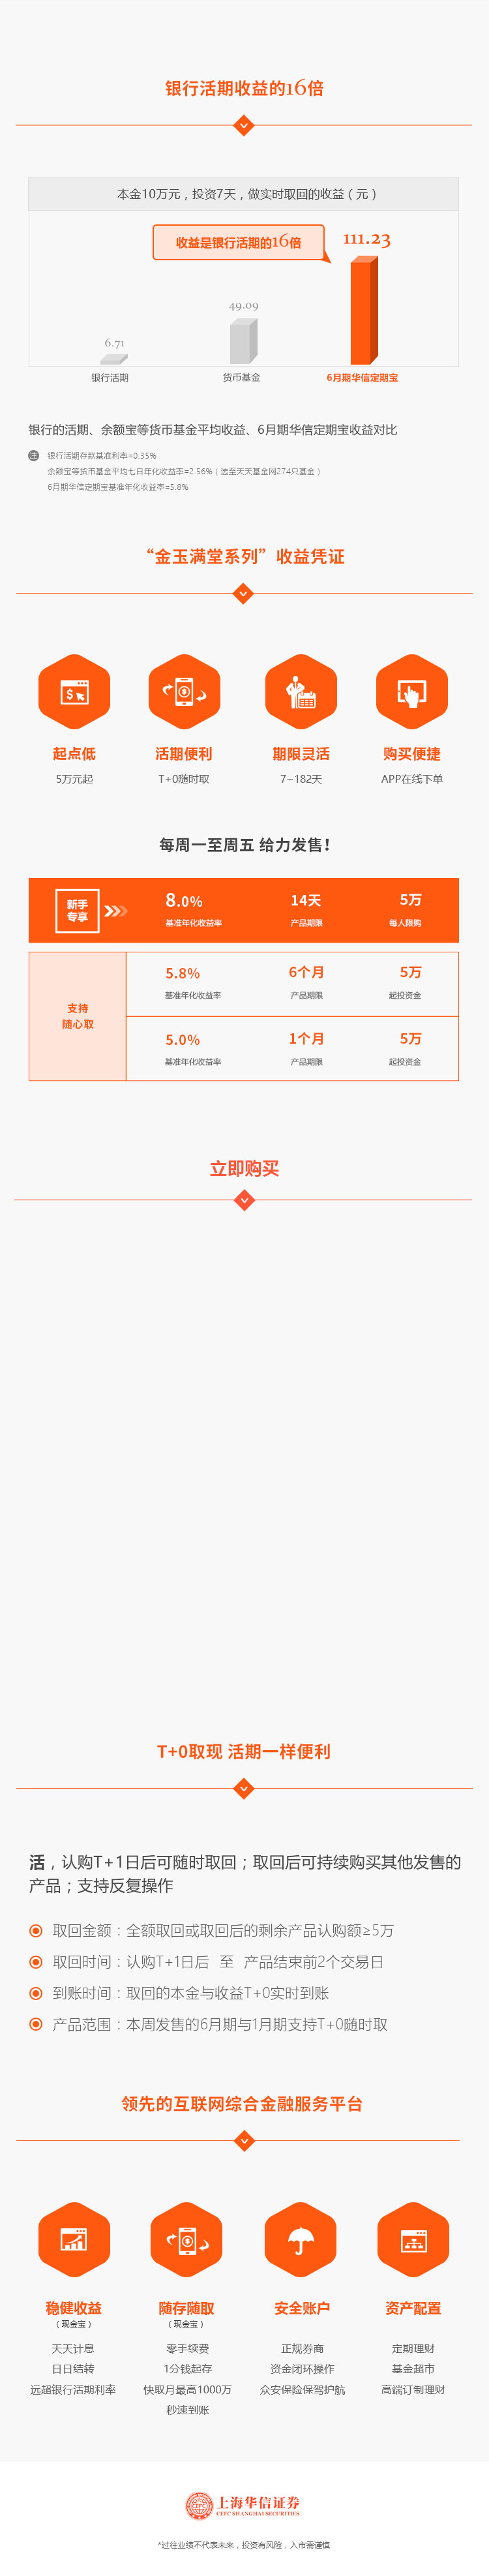 银行活期收益的16倍
本金10万元，投资7天，做实时取回的收益（元）
收益是银行活期的16倍
111.23
49.09
6.71
银行活期
货币基金
6月期华信定期宝
银行的活期、余额宝等货币基金平均收益、6月期华信定期宝收益对比
注
银行活期存款基准利率=0.35%
余额宝等货币基金平均七日年化收益率=2.56%（选至天天基金网274只基金）
6月期华信定期宝基准年化收益率=5.8%
“金玉满堂系列”收益凭证
起点低
活期便利
期限灵活
购买便捷
5万元起
T+0随时取
7~182天
APP在线下单
每周一至周五 给力发售！
新手
专享
8.0%
14天
5万
基准年化收益率
产品期限
每人限购
支持
随心取
5.8%
6个月
5万
基准年化收益率
产品期限
起投资金
5.0%
1个月
5万
基准年化收益率
产品期限
起投资金
立即购买
T+0取现 活期一样便利
活，认购T+1日后可随时取回；取回后可持续购买其他发售的
产品；支持反复操作
取回金额：全额取回或取回后的剩余产品认购额≥5万
取回时间：认购T+1日后 至 产品结束前2个交易日
到账时间：取回的本金与收益T+0实时到账
产品范围：本周发售的6月期与1月期支持T+0随时取
领先的互联网综合金融服务平台
稳健收益
（现金宝）
天天计息
日日结转
远超银行活期利率
随存随取
（现金宝）
零手续费
1分钱起存
快取月最高1000万
秒速到账
安全账户
正规券商
资金闭环操作
众安保险保驾护航
资产配置
定期理财
基金超市
高端订制理财
上海华信证券
CEFC SHANGHAI SECURITIES
*过往业绩不代表未来，投资有风险，入市需谨慎